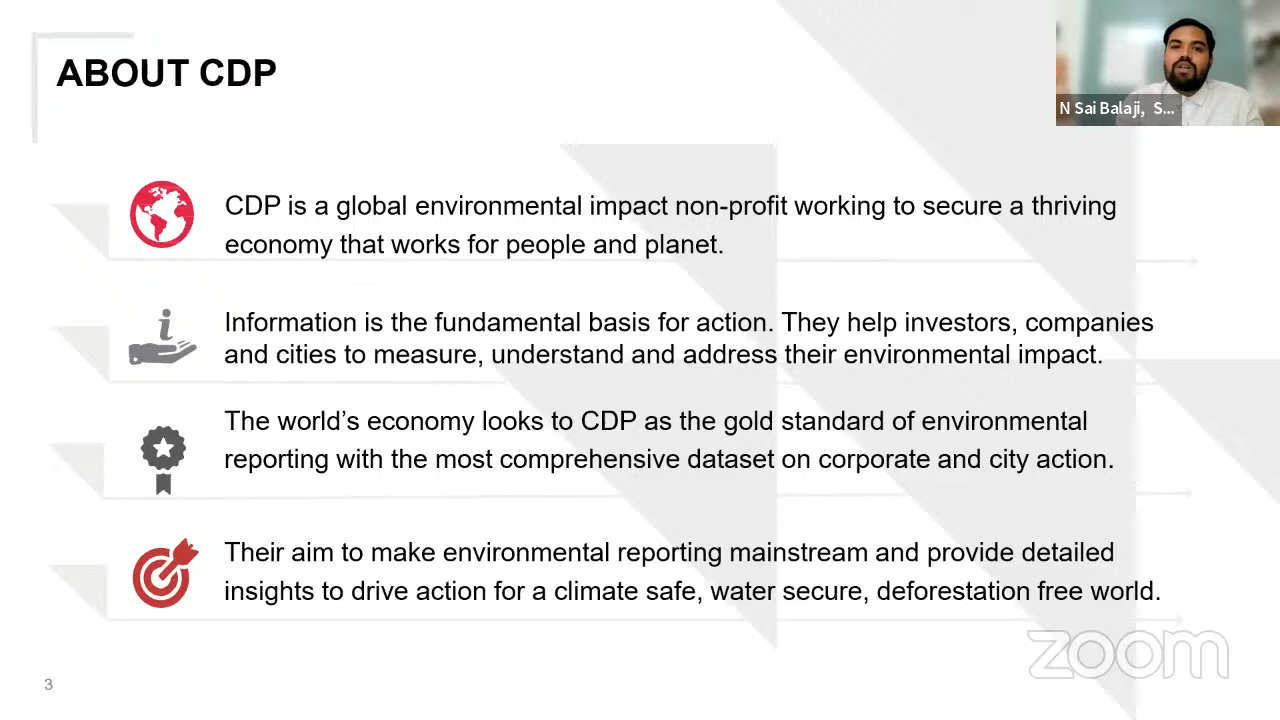 ABOUT CDP
N Sai Balaji, S...
CDP is a global environmental impact non-profit working to secure a thriving
economy that works for people and planet.
i
Information is the fundamental basis for action. They help investors, companies
and cities to measure, understand and address their environmental impact.
The world’s economy looks to CDP as the gold standard of environmental
reporting with the most comprehensive dataset on corporate and city action.
Their aim to make environmental reporting mainstream and provide detailed
insights to drive action for a climate safe, water secure, deforestation free world.
zoom
3